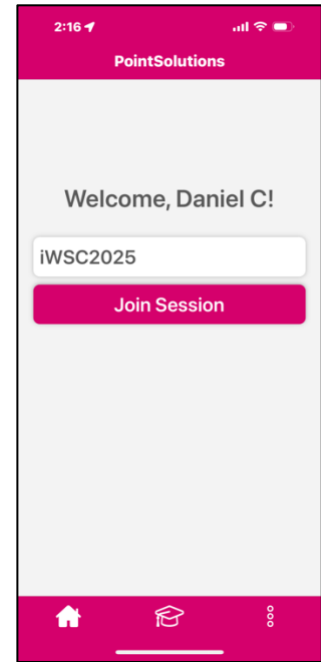 2:16
PointSolutions
Welcome, Daniel C!
iWSC2025
Join Session